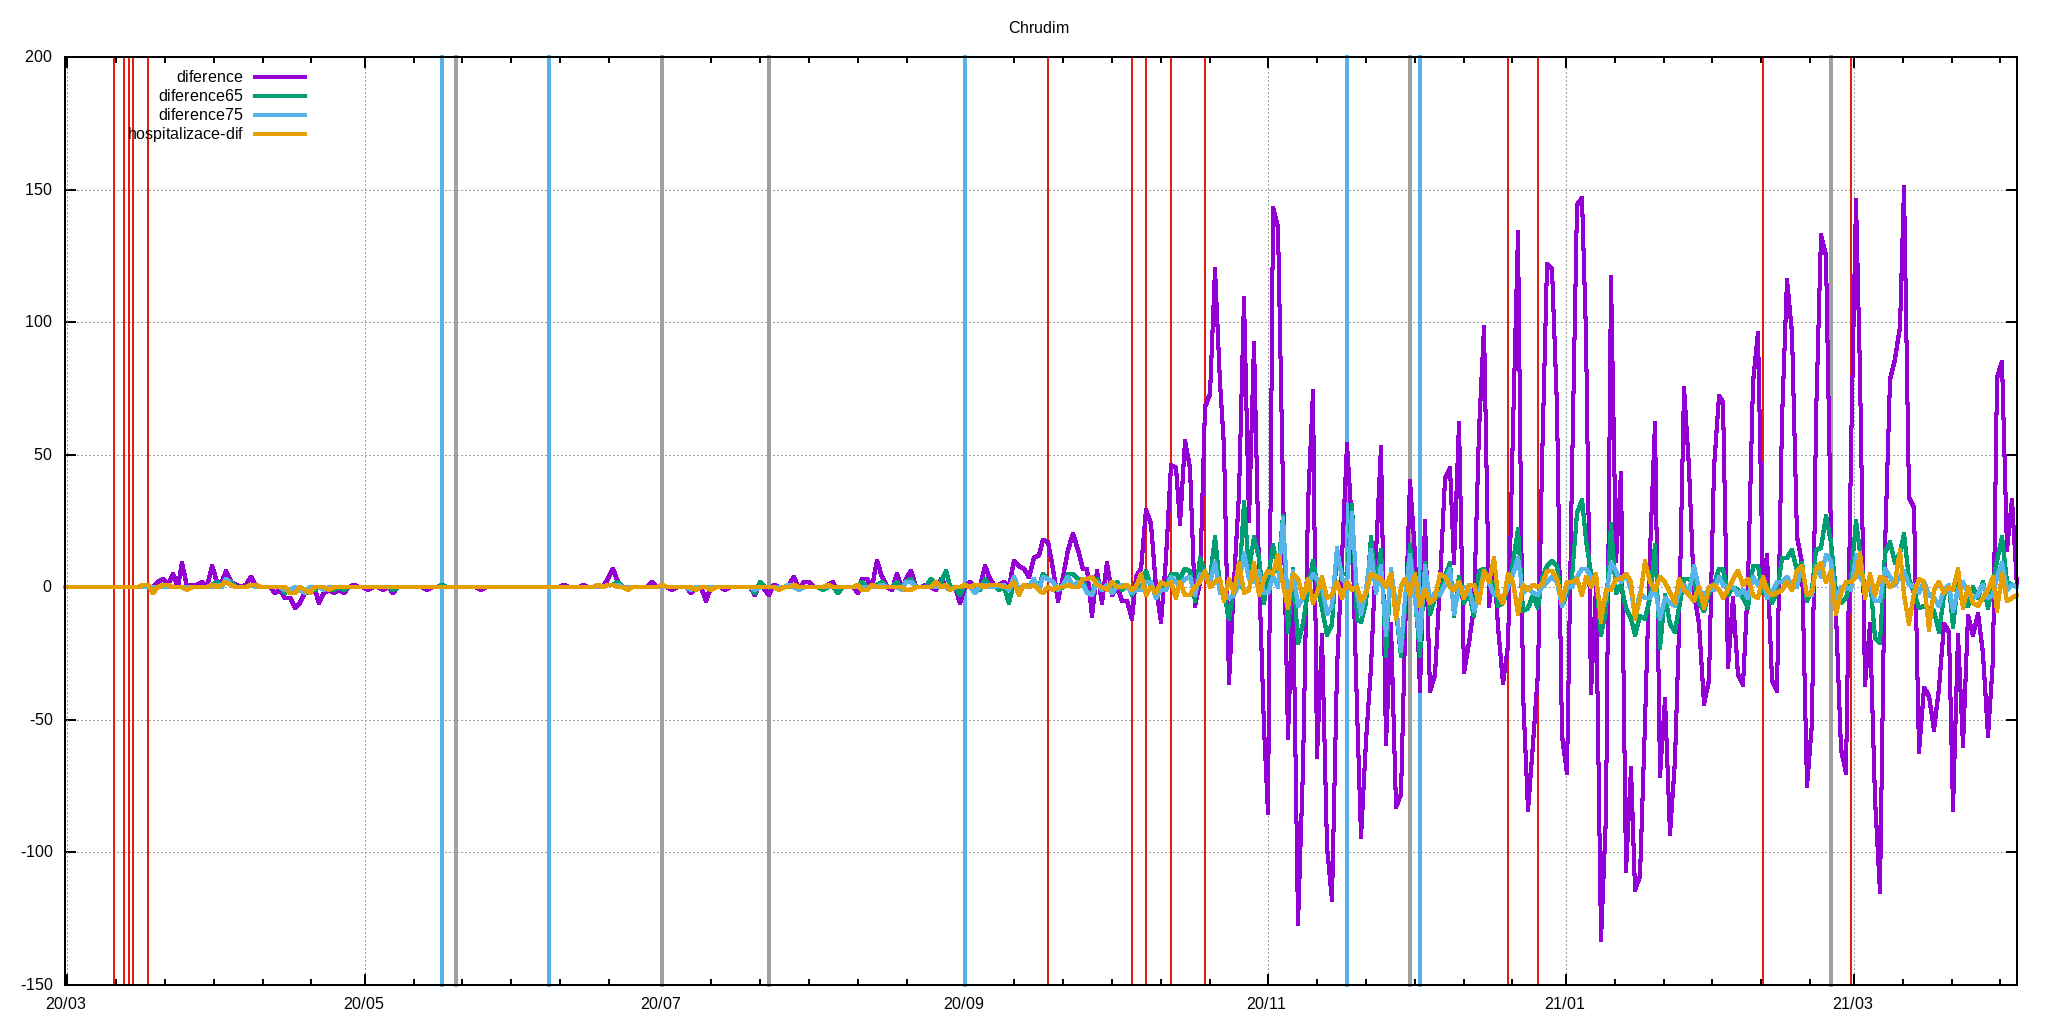 Chrudim
200
150
100
50
0
-50
-100
-150
diference
diference65
diference75
hospitalizace-dif
20/03 20/05 20/07 20/09 20/11 21/01 21/03